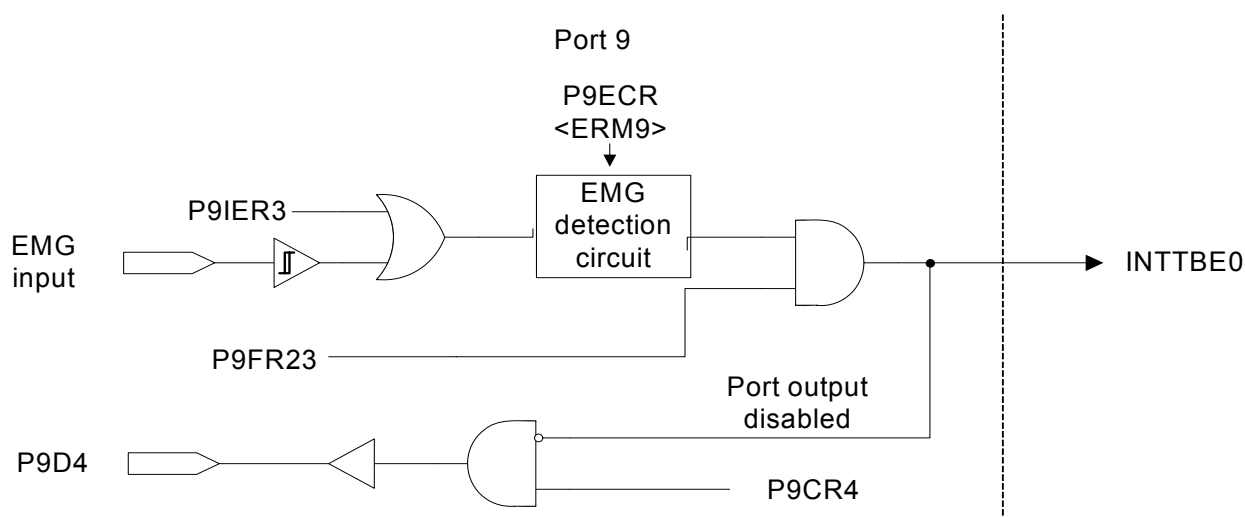 Port 9
P9ECR
<ERM9>
EMG
detection
circuit
P9IER3
EMG
input
INTTBE0
P9FR23
Port output
disabled
P9D4
P9CR4